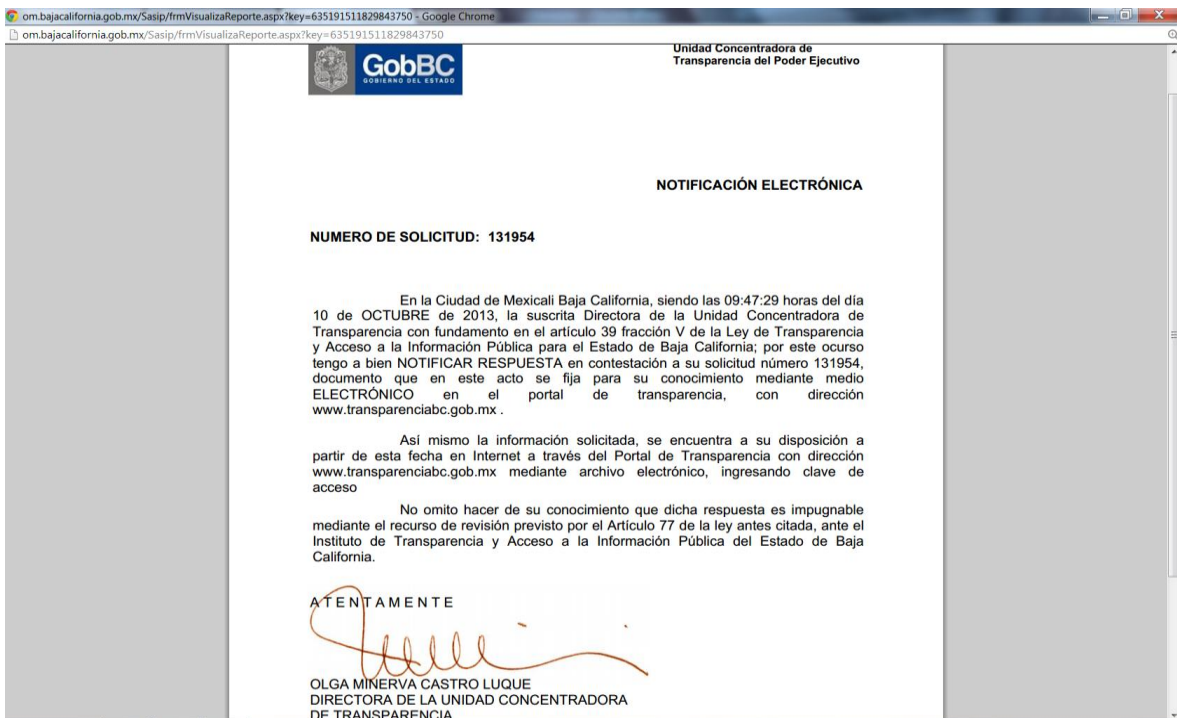 om.bajacalifornia.gob.mx/Sasip/frmVisualizaReporte.aspx?key=635191511829843750 - Google Chrome
om.bajacalifornia.gob.mx/Sasip/frmVisualizaReporte.aspx?key=635191511829843750
GobBC
GOBIERNO DEL ESTADO
Unidad Concentradora de
Transparencia del Poder Ejecutivo
NOTIFICACIÓN ELECTRÓNICA
NUMERO DE SOLICITUD: 131954
En la Ciudad de Mexicali Baja California, siendo las 09:47:29 horas del día
10 de OCTUBRE de 2013, la suscrita Directora de la Unidad Concentradora de
Transparencia con fundamento en el artículo 39 fracción V de la Ley de Transparencia
y Acceso a la Información Pública para el Estado de Baja California; por este ocurso
tengo a bien NOTIFICAR RESPUESTA en contestación a su solicitud número 131954,
documento que en este acto se fija para su conocimiento mediante medio
ELECTRÓNICO en el portal de transparencia, con dirección
www.transparenciabc.gob.mx .
Así mismo la información solicitada, se encuentra a su disposición a
partir de esta fecha en Internet a través del Portal de Transparencia con dirección
www.transparenciabc.gob.mx mediante archivo electrónico, ingresando clave de
acceso
No omito hacer de su conocimiento que dicha respuesta es impugnable
mediante el recurso de revisión previsto por el Artículo 77 de la ley antes citada, ante el
Instituto de Transparencia y Acceso a la Información Pública del Estado de Baja
California.
A T E N T A M E N T E
OLGA MINERVA CASTRO LUQUE
DIRECTORA DE LA UNIDAD CONCENTRADORA
DE TRANSPARENCIA